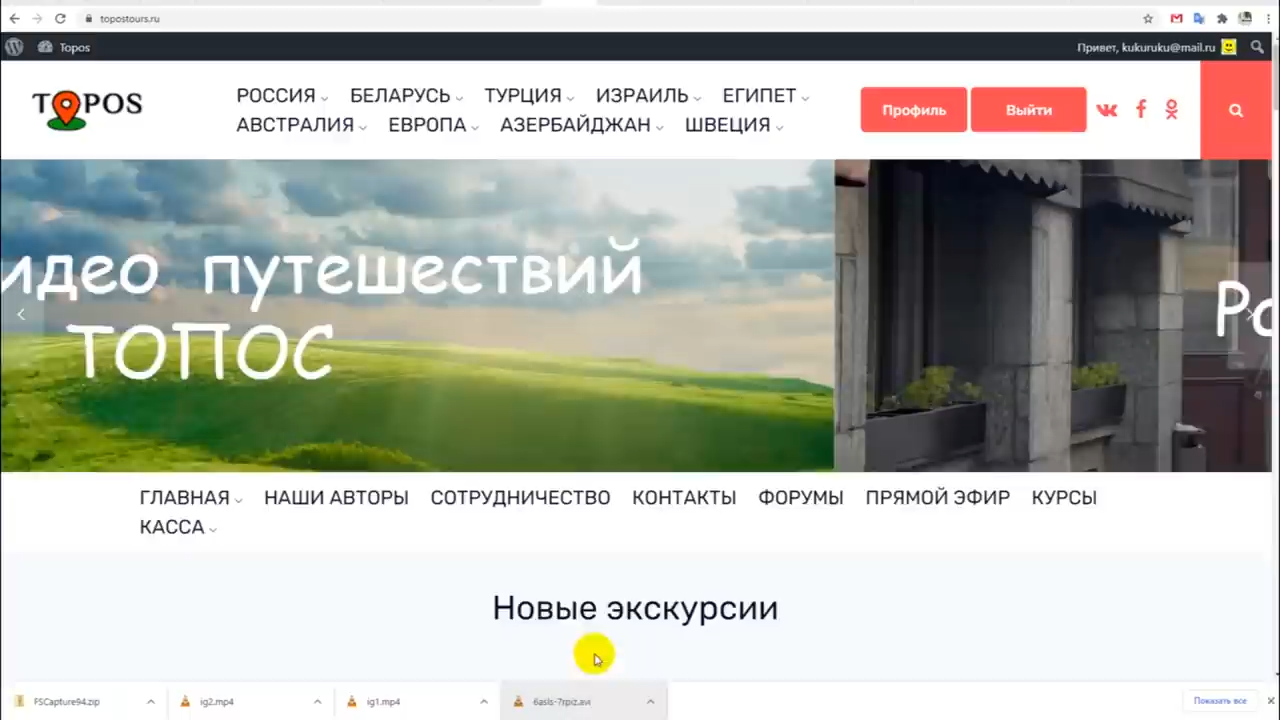 topostours.ru
Topos
Привет, kukuruku@mail.ru
TOPOS
РОССИЯ БЕЛАРУСЬ ТУРЦИЯ ИЗРАИЛЬ ЕГИПЕТ
АВСТРАЛИЯ ЕВРОПА АЗЕРБАЙДЖАН ШВЕЦИЯ
Профиль
Выйти
идео путешествий
ТОПОС
ГЛАВНАЯ НАШИ АВТОРЫ СОТРУДНИЧЕСТВО КОНТАКТЫ ФОРУМЫ ПРЯМОЙ ЭФИР КУРСЫ
КАССА
Новые экскурсии
FSCapture94.zip
ig2.mp4
ig1.mp4
Показать все